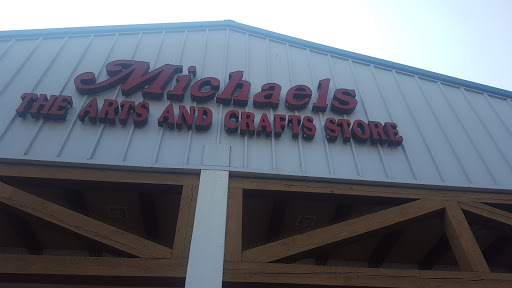 Michaels
THE ARTS AND CRAFTS STORE